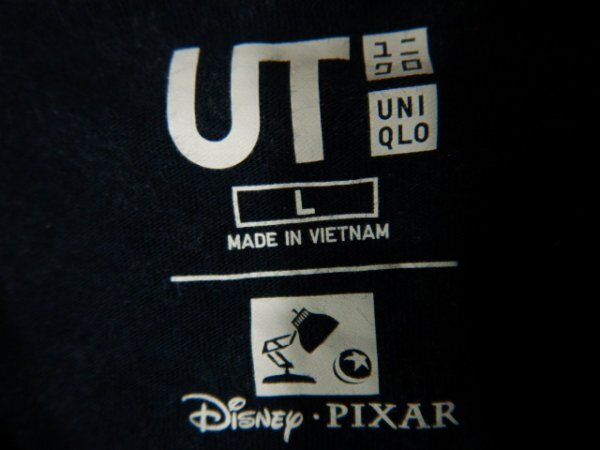 UT
ユニ
クロ
UNI
QLO
L
MADE IN VIETNAM
Disney · PIXAR